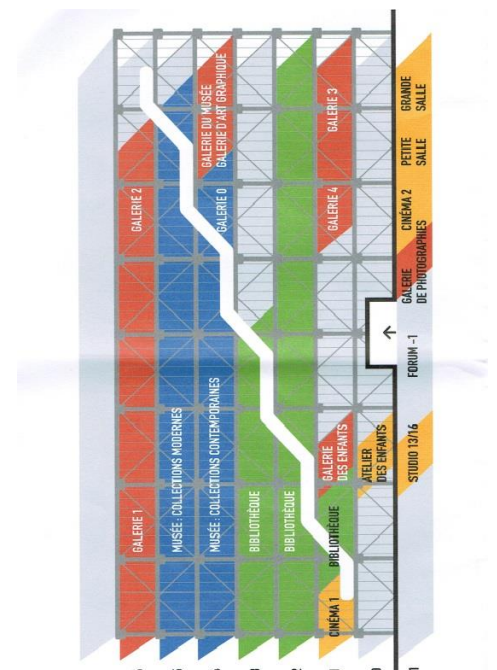 GALERIE 1
GALERIE 2
MUSÉE : COLLECTIONS MODERNES
MUSÉE : COLLECTIONS CONTEMPORAINES
GALERIE 0
GALERIE DU MUSÉE
GALERIE D'ART GRAPHIQUE
BIBLIOTHÈQUE
BIBLIOTHÈQUE
CINÉMA 1
BIBLIOTHÈQUE
GALERIE
DES ENFANTS
GALERIE 4
GALERIE 3
ATELIER
DES ENFANTS
STUDIO 13/16
FORUM -1
GALERIE
DE PHOTOGRAPHIES
CINÉMA 2
PETITE
SALLE
GRANDE
SALLE